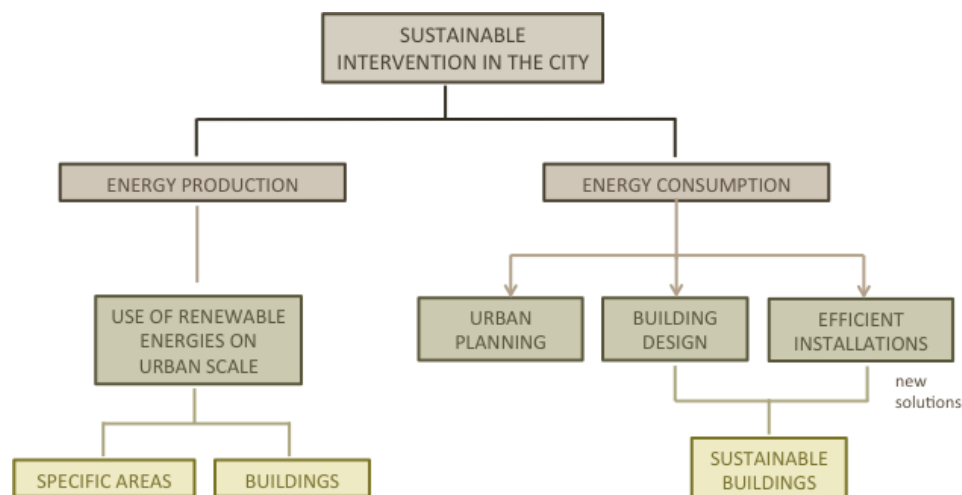 SUSTAINABLE
INTERVENTION IN THE CITY
ENERGY PRODUCTION
ENERGY CONSUMPTION
USE OF RENEWABLE
ENERGIES ON
URBAN SCALE
URBAN
PLANNING
BUILDING
DESIGN
EFFICIENT
INSTALLATIONS
new
solutions
SPECIFIC AREAS
BUILDINGS
SUSTAINABLE
BUILDINGS